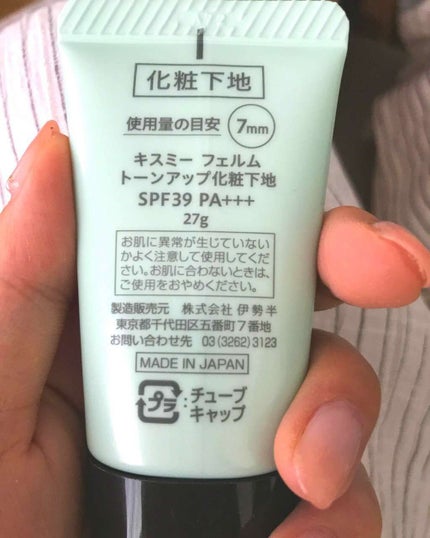 化粧下地
使用量の目安 7mm
キスミー フェルム
トーンアップ化粧下地
SPF39 PA+++
27g
お肌に異常が生じていない
かよく注意して使用してくだ
さい。お肌に合わないときは、
ご使用をおやめください。
製造販売元 株式会社 伊勢半
東京都千代田区五番町7番地
お問い合わせ先 03(3262)3123
MADE IN JAPAN
プラ :チューブ
キャップ